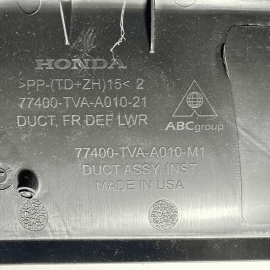 HONDA
>PP-(TD+ZH)15< 2
77400-TVA-A010-21
DUCT, FR DEF LWR
ABCgroup
77400-TVA-A010-M1
DUCT ASSY, INST
MADE IN USA